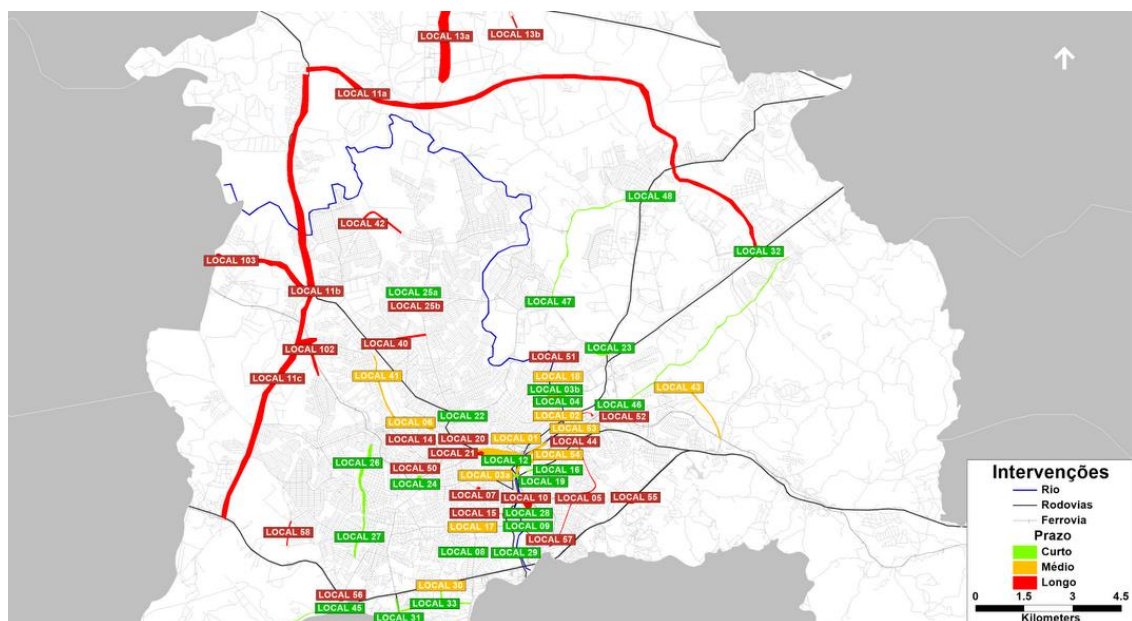 LOCAL 13a
LOCAL 13b
LOCAL 11a
LOCAL 48
LOCAL 42
LOCAL 32
LOCAL 103
LOCAL 11b
LOCAL 25a
LOCAL 25b
LOCAL 47
LOCAL 40
LOCAL 102
LOCAL 23
LOCAL 51
LOCAL 11c
LOCAL 41
LOCAL 18
LOCAL 03b
LOCAL 43
LOCAL 04
LOCAL 46
LOCAL 22
LOCAL 02
LOCAL 52
LOCAL 06
LOCAL 53
LOCAL 14
LOCAL 20
LOCAL 01
LOCAL 44
LOCAL 21
LOCAL 54
LOCAL 12
LOCAL 26
LOCAL 50
LOCAL 16
LOCAL 03
LOCAL 24
LOCAL 19
LOCAL 07
LOCAL 10
LOCAL 05
LOCAL 55
LOCAL 15
LOCAL 28
LOCAL 17
LOCAL 09
LOCAL 58
LOCAL 27
LOCAL 57
LOCAL 08
LOCAL 29
LOCAL 30
LOCAL 56
LOCAL 33
LOCAL 45
LOCAL 31
Intervenções
Rio
Rodovias
Ferrovia
Prazo
Curto
Médio
Longo
0 1.5 3 4.5
Kilometers